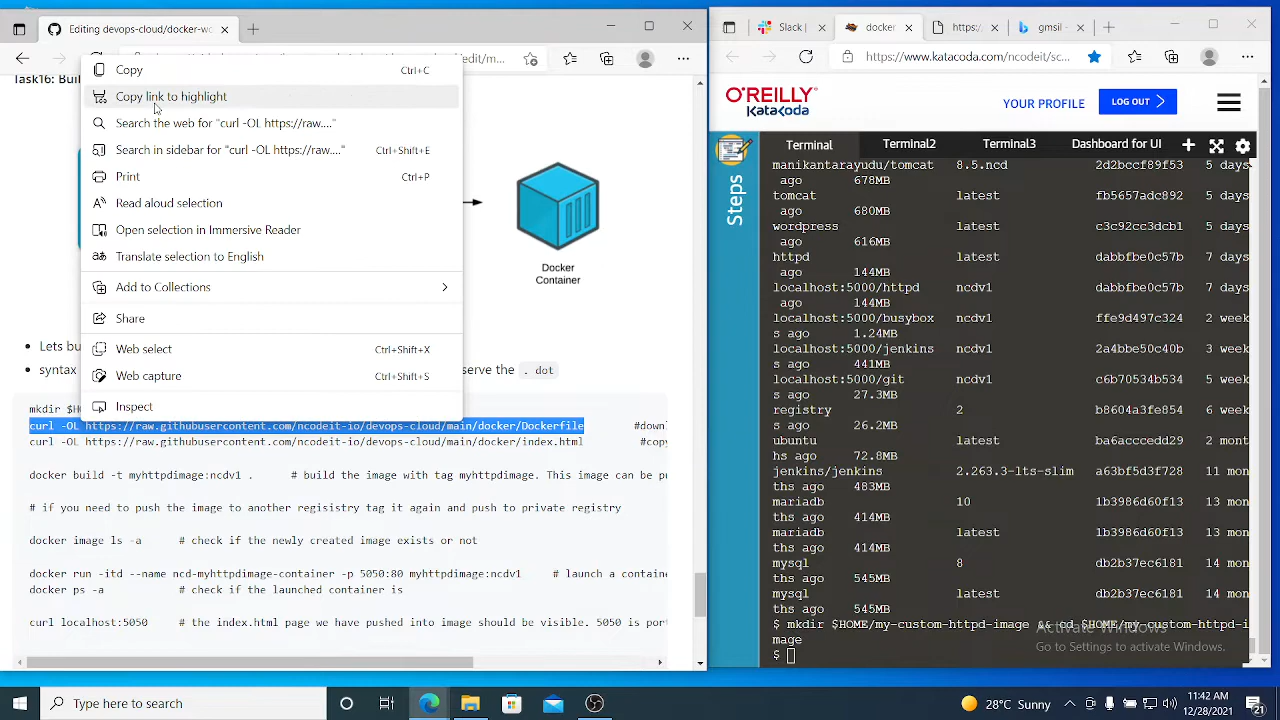 Editing devops-cloud/docker-wo
Task16: Buil
Copy Ctrl+C
Copy link to highlight
Search the web for "curl -OL https://raw...."
Search in sidebar for "curl -OL https://raw...." Ctrl+Shift+E
Print Ctrl+P
Read aloud selection
Open selection in Immersive Reader
Translate selection to English
Add to Collections
Share
Web select Ctrl+Shift+X
Web capture Ctrl+Shift+S
Inspect
Docker
Container
Lets bu
syntax serve the . dot
mkdir $H
curl -OL https://raw.githubusercontent.com/ncodeit-io/devops-cloud/main/docker/Dockerfile #downl
curl -OL https://raw.githubusercontent.com/ncodeit-io/devops-cloud/main/docker/index.html #copy
docker build -t myhttpdimage:ncdv1 . # build the image with tag myhttpdimage. This image can be pu
# if you need to push the image to another regisistry tag it again and push to private registry
docker image ls -a # check if the newly created image exists or not
docker run -itd --name ncd-myhttpdimage-container -p 5050:80 myhttpdimage:ncdv1 # launch a containe
docker ps -a # check if the launched container is
curl localhost:5050 # the index.html page we have pushed into image should be visible. 5050 is port
Slack | docker https:/ gmsil -
https://www.katacoda.com/ncodeit/sc...
O'REILLY
KataKoda
YOUR PROFILE
LOG OUT
Steps
Terminal Terminal2 Terminal3 Dashboard for UI
manikantarayudu/tomcat 8.5.ncd 2d2bccf89f53 5 days
ago 678MB
tomcat latest fb5657adc892 5 days
ago 680MB
wordpress latest c3c92cc3dcb1 5 days
ago 616MB
httpd latest dabbfbe0c57b 7 days
ago 144MB
localhost:5000/httpd ncdv1 dabbfbe0c57b 7 days
ago 144MB
localhost:5000/busybox ncdv1 ffe9d497c324 2 week
s ago 1.24MB
localhost:5000/jenkins ncdv1 2a4bbe50c40b 3 week
s ago 441MB
localhost:5000/git ncdv1 c6b70534b534 5 week
s ago 27.3MB
registry 2 b8604a3fe854 6 week
s ago 26.2MB
ubuntu latest ba6acccedd29 2 mont
hs ago 72.8MB
jenkins/jenkins 2.263.3-lts-slim a63bf5d3f728 11 mon
ths ago 483MB
mariadb 10 1b3986d60f13 13 mon
ths ago 414MB
mariadb latest 1b3986d60f13 13 mon
ths ago 414MB
mysql 8 db2b37ec6181 14 mon
ths ago 545MB
mysql latest db2b37ec6181 14 mon
ths ago 545MB
$ mkdir $HOME/my-custom-httpd-image && cd $HOME/my-custom-httpd-i
mage
$
Activate Windows
Go to Settings to activate Windows.
Type here to search
28°C Sunny
11:42 AM
12/28/2021
21